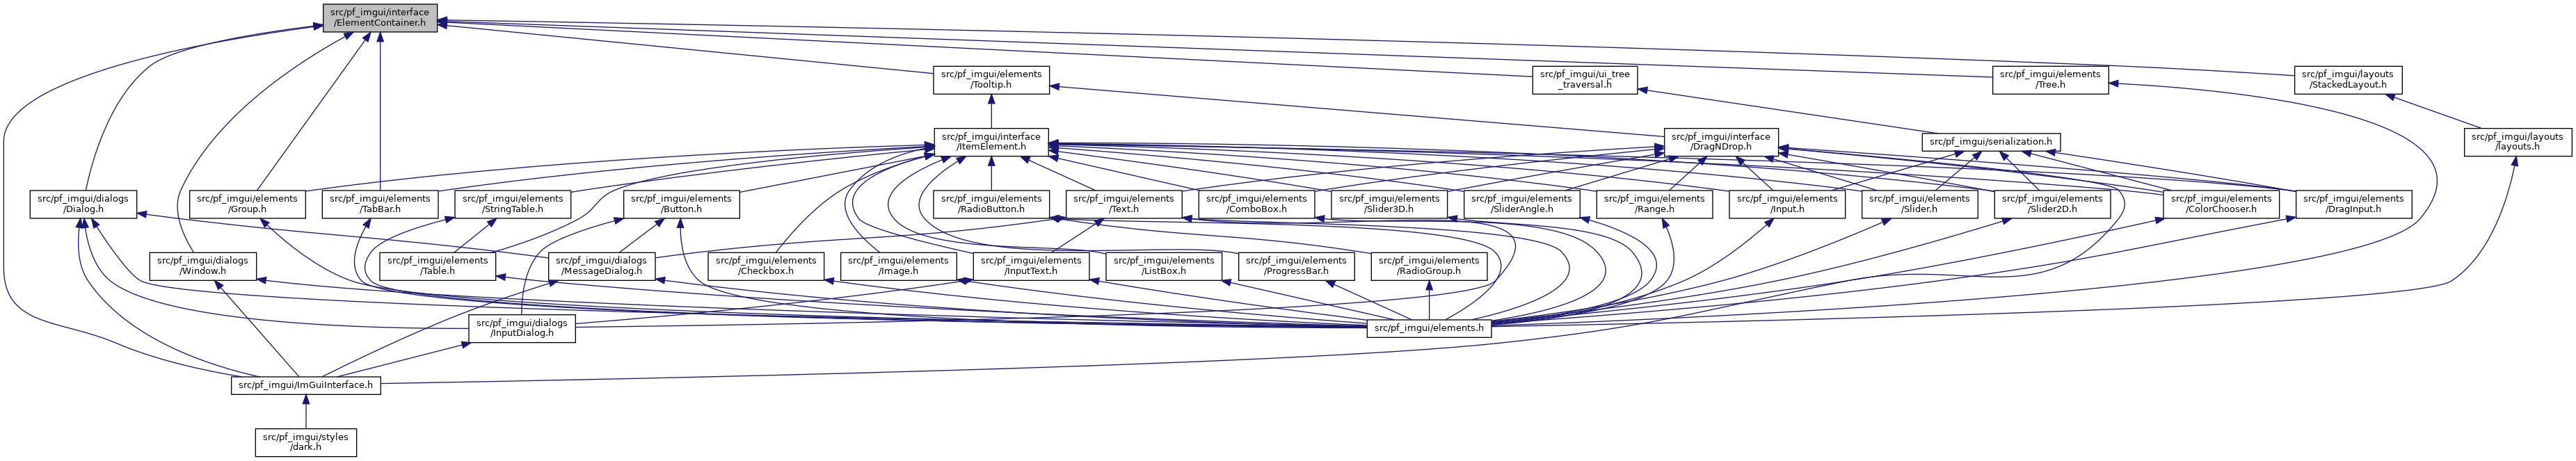 src/pf_imgui/interface
/ElementContainer.h
src/pf_imgui/elements
/Tooltip.h
src/pf_imgui/ui_tree
_traversal.h
src/pf_imgui/elements
/Tree.h
src/pf_imgui/layouts
/StackedLayout.h
src/pf_imgui/interface
/ItemElement.h
src/pf_imgui/interface
/DragNDrop.h
src/pf_imgui/serialization.h
src/pf_imgui/layouts
/layouts.h
src/pf_imgui/dialogs
/Dialog.h
src/pf_imgui/elements
/Group.h
src/pf_imgui/elements
/TabBar.h
src/pf_imgui/elements
/StringTable.h
src/pf_imgui/elements
/Button.h
src/pf_imgui/elements
/RadioButton.h
src/pf_imgui/elements
/Text.h
src/pf_imgui/elements
/ComboBox.h
src/pf_imgui/elements
/Slider3D.h
src/pf_imgui/elements
/SliderAngle.h
src/pf_imgui/elements
/Range.h
src/pf_imgui/elements
/Input.h
src/pf_imgui/elements
/Slider.h
src/pf_imgui/elements
/Slider2D.h
src/pf_imgui/elements
/ColorChooser.h
src/pf_imgui/elements
/DragInput.h
src/pf_imgui/dialogs
/Window.h
src/pf_imgui/elements
/Table.h
src/pf_imgui/dialogs
/MessageDialog.h
src/pf_imgui/elements
/Checkbox.h
src/pf_imgui/elements
/Image.h
src/pf_imgui/elements
/InputText.h
src/pf_imgui/elements
/ListBox.h
src/pf_imgui/elements
/ProgressBar.h
src/pf_imgui/elements
/RadioGroup.h
src/pf_imgui/dialogs
/InputDialog.h
src/pf_imgui/elements.h
src/pf_imgui/ImGuiInterface.h
src/pf_imgui/styles
/dark.h